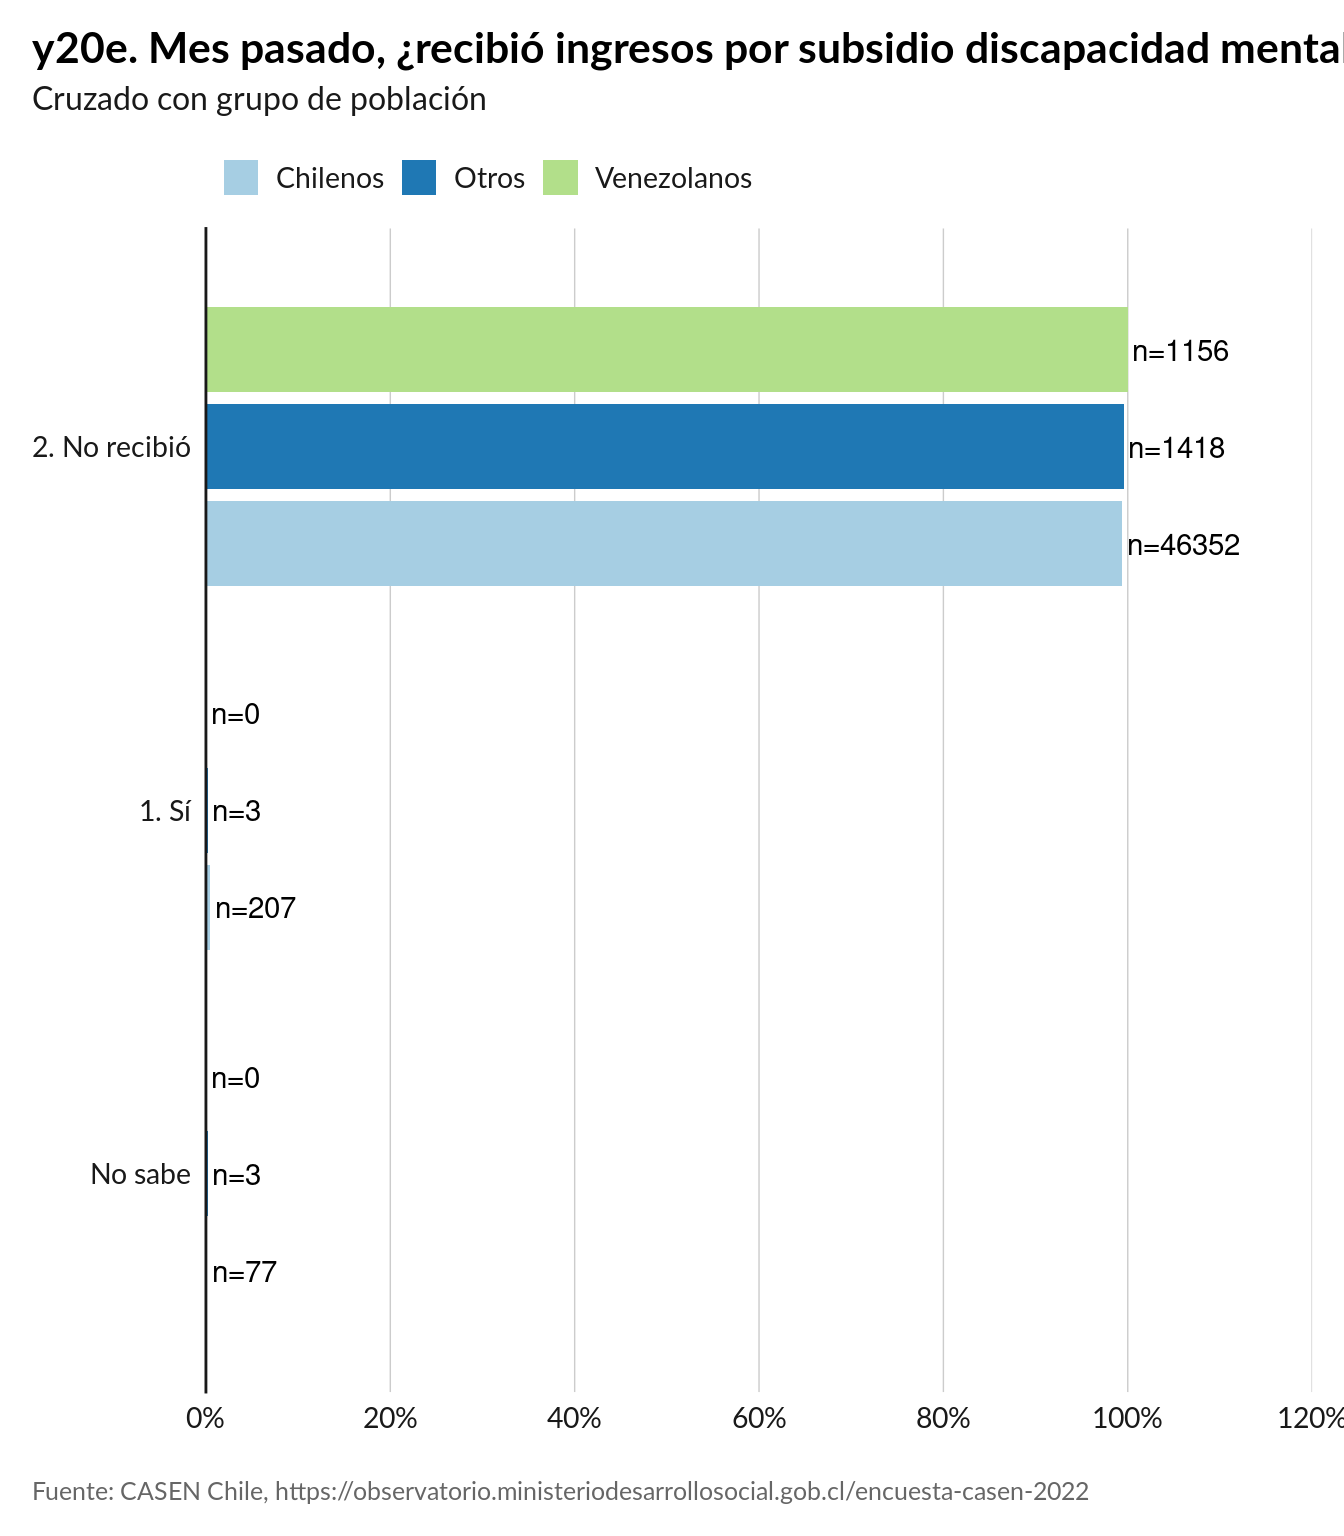 y20e. Mes pasado, ¿recibió ingresos por subsidio discapacidad mental
Cruzado con grupo de población
Chilenos Otros Venezolanos
n=1156
2. No recibió n=1418
n=46352
n=0
1. Sí n=3
n=207
n=0
No sabe n=3
n=77
0% 20% 40% 60% 80% 100% 120%
Fuente: CASEN Chile, https://observatorio.ministeriodesarrollosocial.gob.cl/encuesta-casen-2022